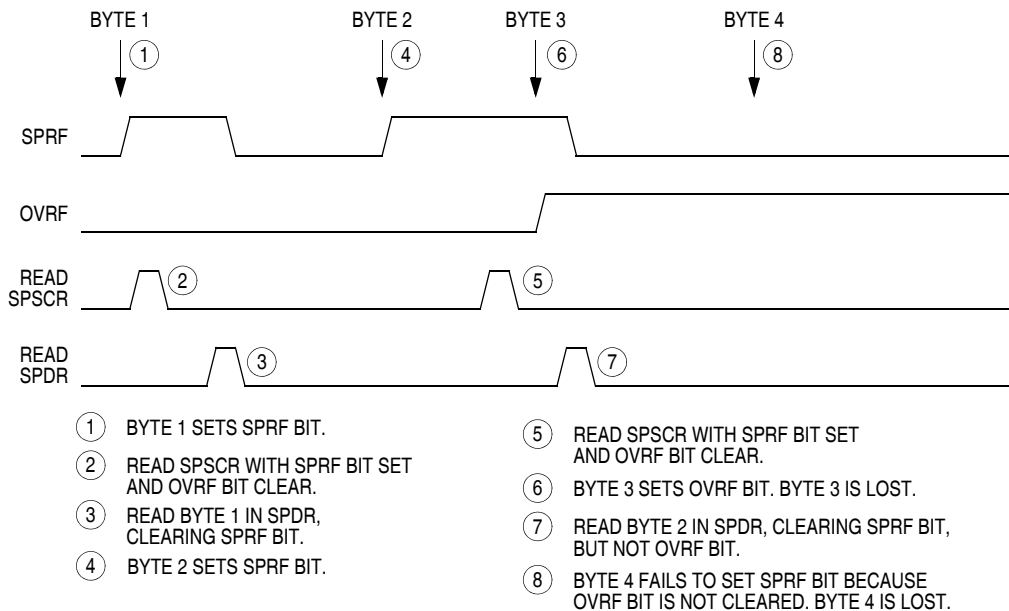 BYTE 1
BYTE 2
BYTE 3
BYTE 4
1
4
6
8
SPRF
OVRF
READ
SPSCR
2
5
READ
SPDR
3
7
1 BYTE 1 SETS SPRF BIT.
2 READ SPSCR WITH SPRF BIT SET
AND OVRF BIT CLEAR.
3 READ BYTE 1 IN SPDR,
CLEARING SPRF BIT.
4 BYTE 2 SETS SPRF BIT.
5 READ SPSCR WITH SPRF BIT SET
AND OVRF BIT CLEAR.
6 BYTE 3 SETS OVRF BIT. BYTE 3 IS LOST.
7 READ BYTE 2 IN SPDR, CLEARING SPRF BIT,
BUT NOT OVRF BIT.
8 BYTE 4 FAILS TO SET SPRF BIT BECAUSE
OVRF BIT IS NOT CLEARED. BYTE 4 IS LOST.